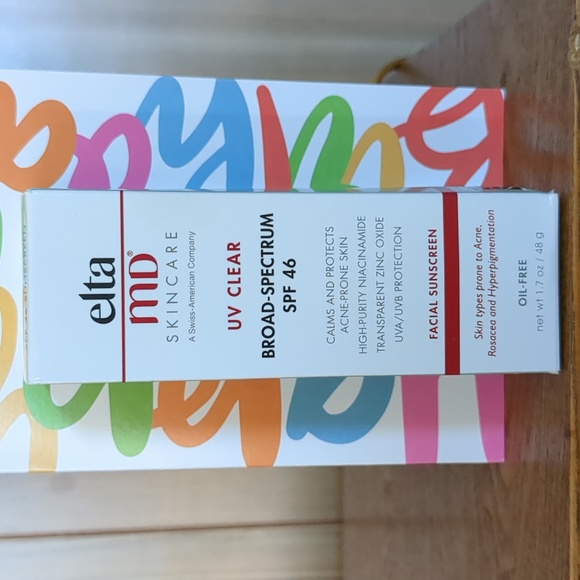 elta
MD®
SKINCARE
A Swiss-American Company
UV CLEAR
BROAD-SPECTRUM
SPF 46
CALMS AND PROTECTS
ACNE-PRONE SKIN
HIGH-PURITY NIACINAMIDE
TRANSPARENT ZINC OXIDE
UVA/UVB PROTECTION
FACIAL SUNSCREEN
Skin types prone to Acne,
Rosacea and Hyperpigmentation
OIL-FREE
net wt 1.7 oz / 48 g